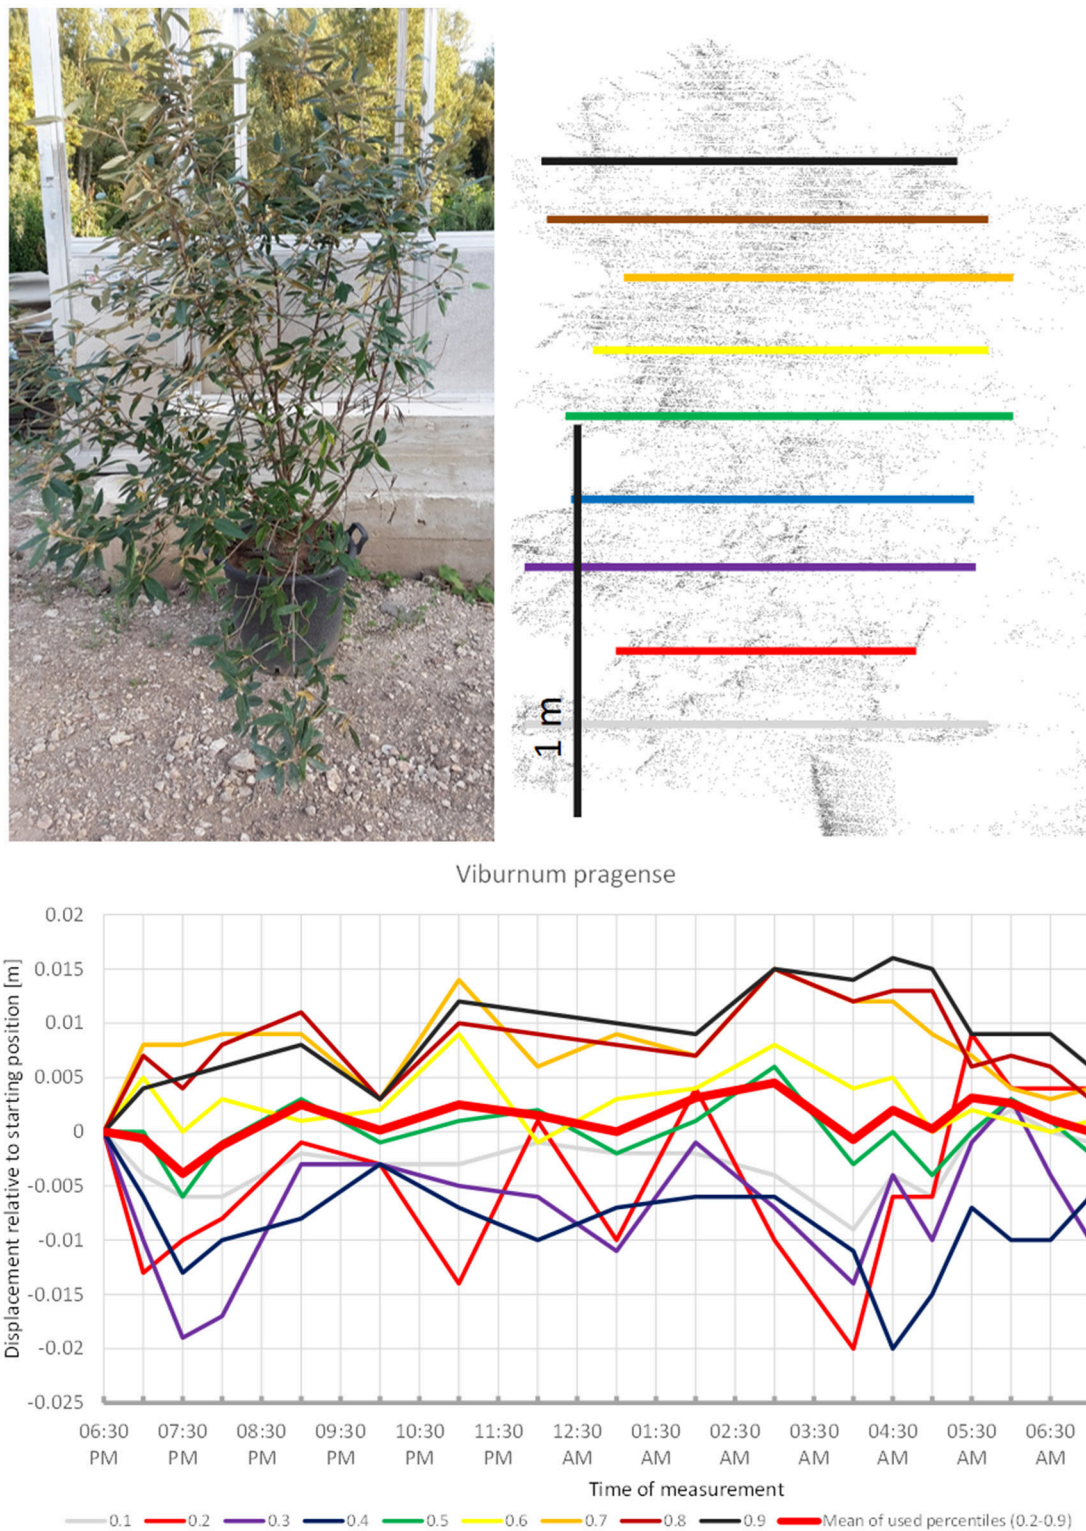 1 m
Viburnum pragense
Displacement relative to starting position [m]
0.02
0.015
0.01
0.005
0
-0.005
-0.01
-0.015
-0.02
-0.025
06:30 07:30 08:30 09:30 10:30 11:30 12:30 01:30 02:30 03:30 04:30 05:30 06:30
PM PM PM PM PM PM AM AM AM AM AM AM AM
Time of measurement
0.1 0.2 0.3 0.4 0.5 0.6 0.7 0.8 0.9 Mean of used percentiles (0.2-0.9)